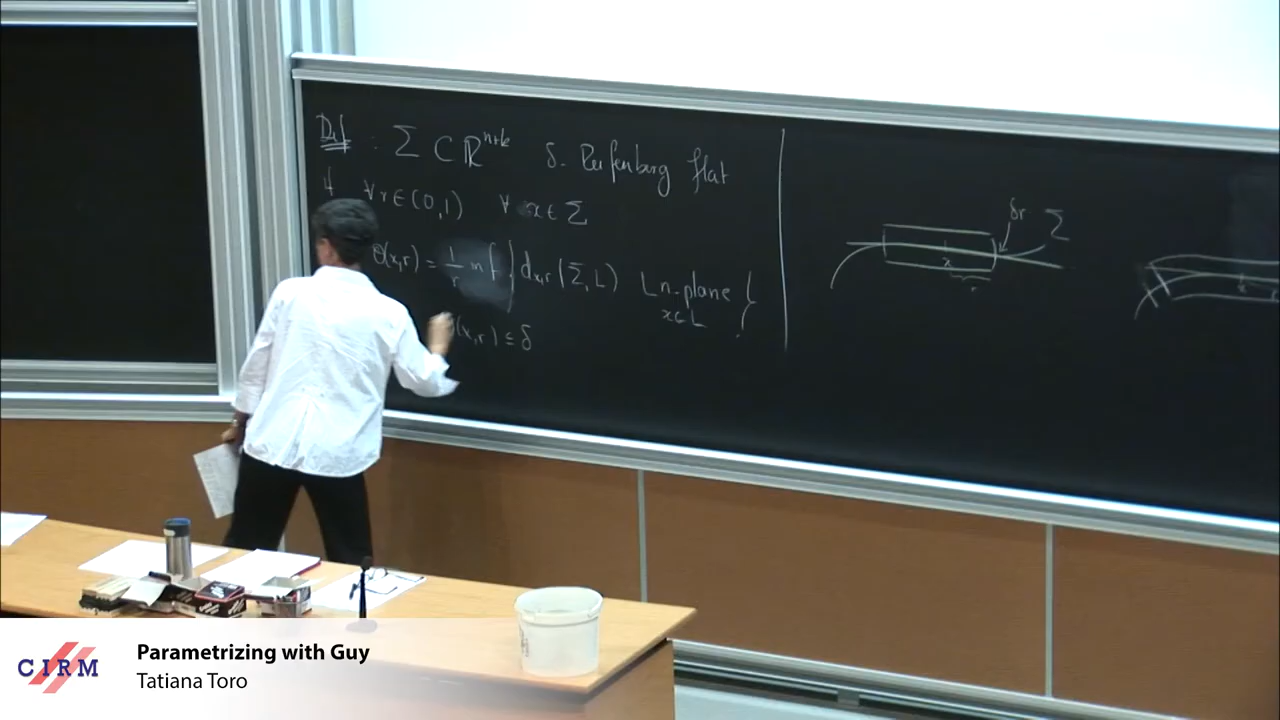 Def : Σ ⊂ ℝⁿ⁺ᵏ δ. Reifenberg flat
if ∀ r ∈ (0,1) ∀ x ∈ Σ
θ(x,r) = 1/r inf { d_{x,r} (Σ, L) L n-plane }
x ∈ L
θ(x,r) ≤ δ
δr Σ
x
r
CIRM
Parametrizing with Guy
Tatiana Toro